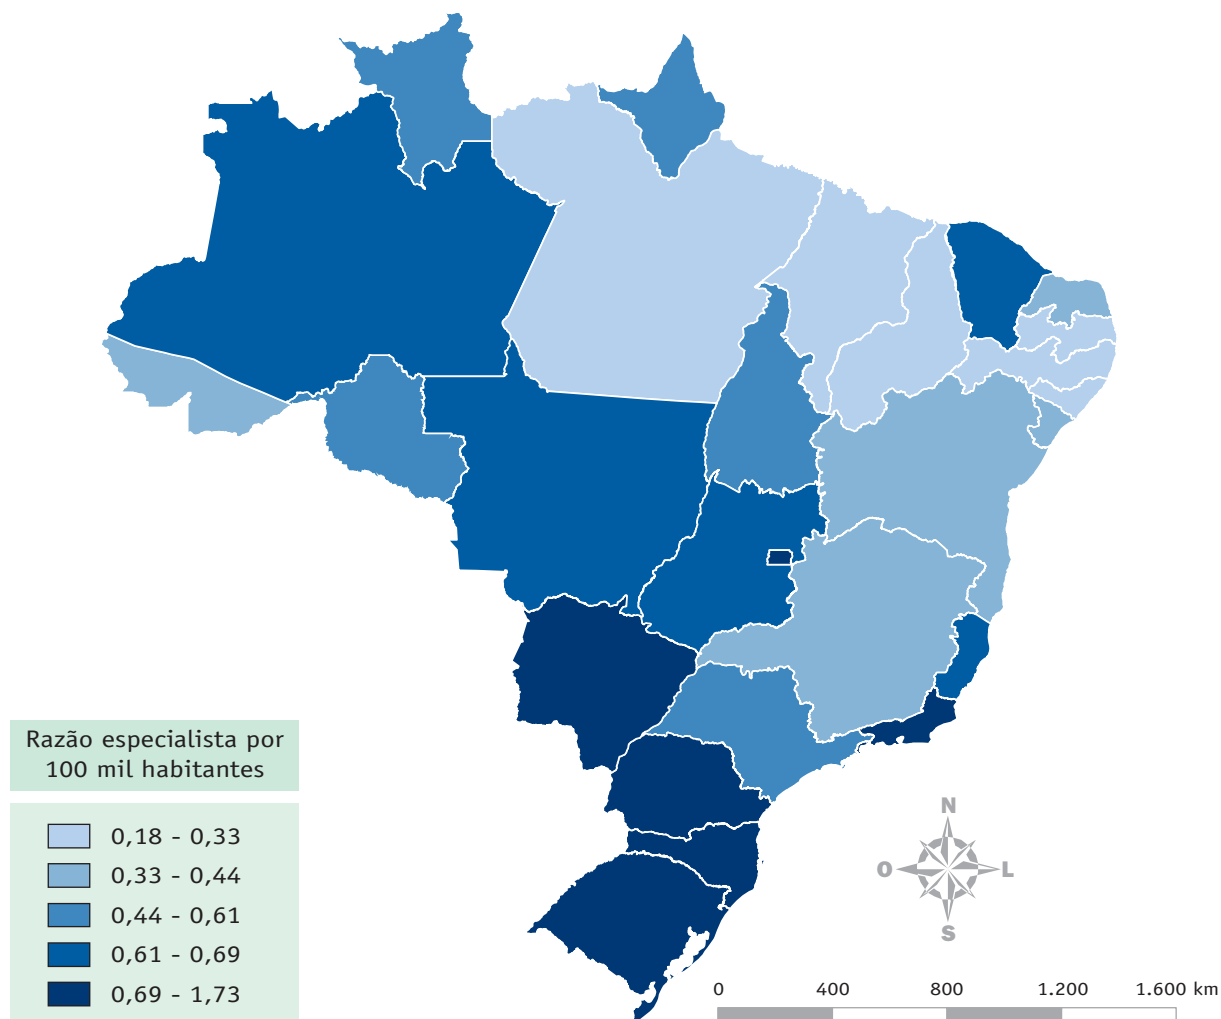 Razão especialista por
100 mil habitantes
0,18 - 0,33
0,33 - 0,44
0,44 - 0,61
0,61 - 0,69
0,69 - 1,73
N
O
L
S
0 400 800 1.200 1.600 km